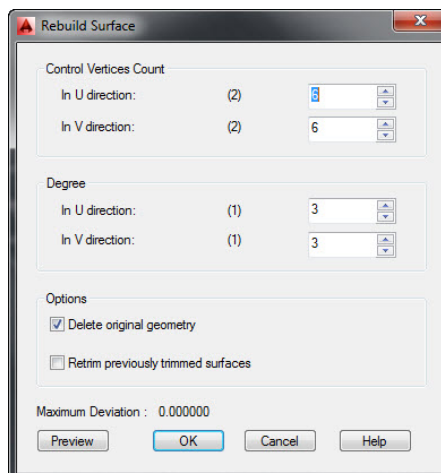 Rebuild Surface
Control Vertices Count
In U direction: (2) 6
In V direction: (2) 6
Degree
In U direction: (1) 3
In V direction: (1) 3
Options
Delete original geometry
Retrim previously trimmed surfaces
Maximum Deviation : 0.000000
Preview OK Cancel Help